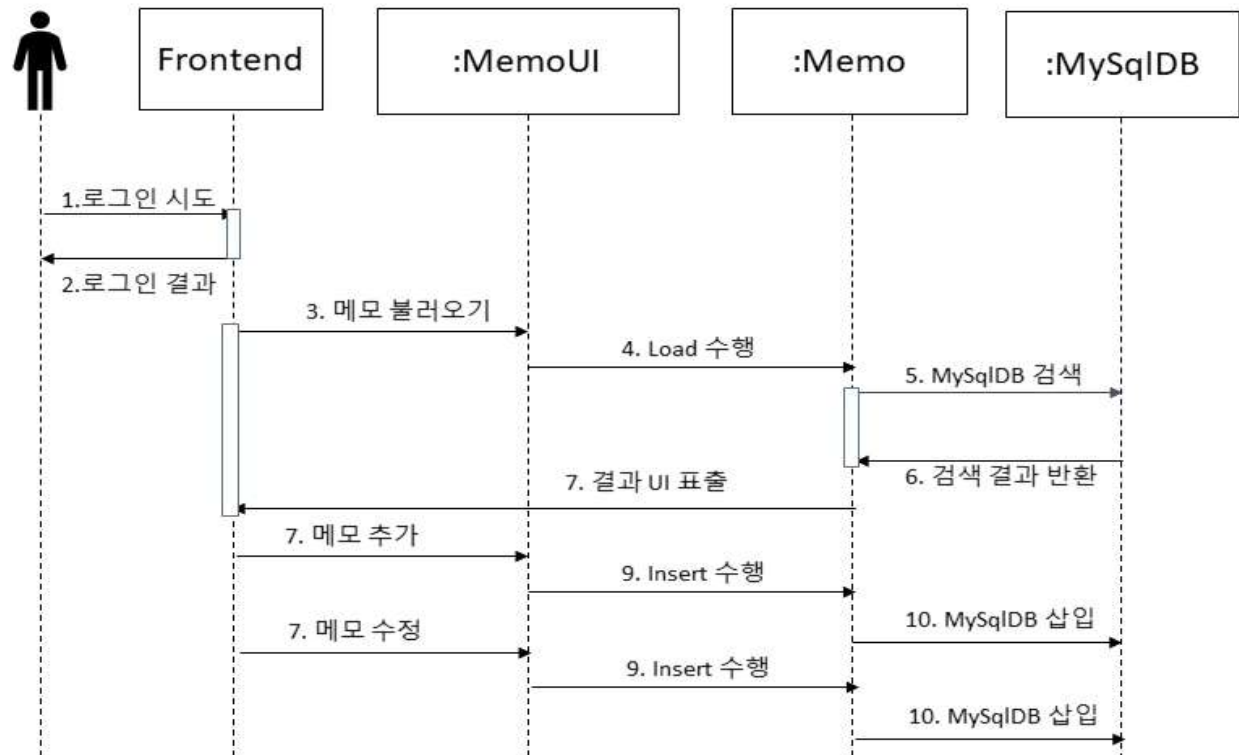 Frontend
:MemoUI
:Memo
:MySqlDB
1.로그인 시도
2.로그인 결과
3. 메모 불러오기
4. Load 수행
5. MySqlDB 검색
6. 검색 결과 반환
7. 결과 UI 표출
7. 메모 추가
9. Insert 수행
10. MySqlDB 삽입
7. 메모 수정
9. Insert 수행
10. MySqlDB 삽입